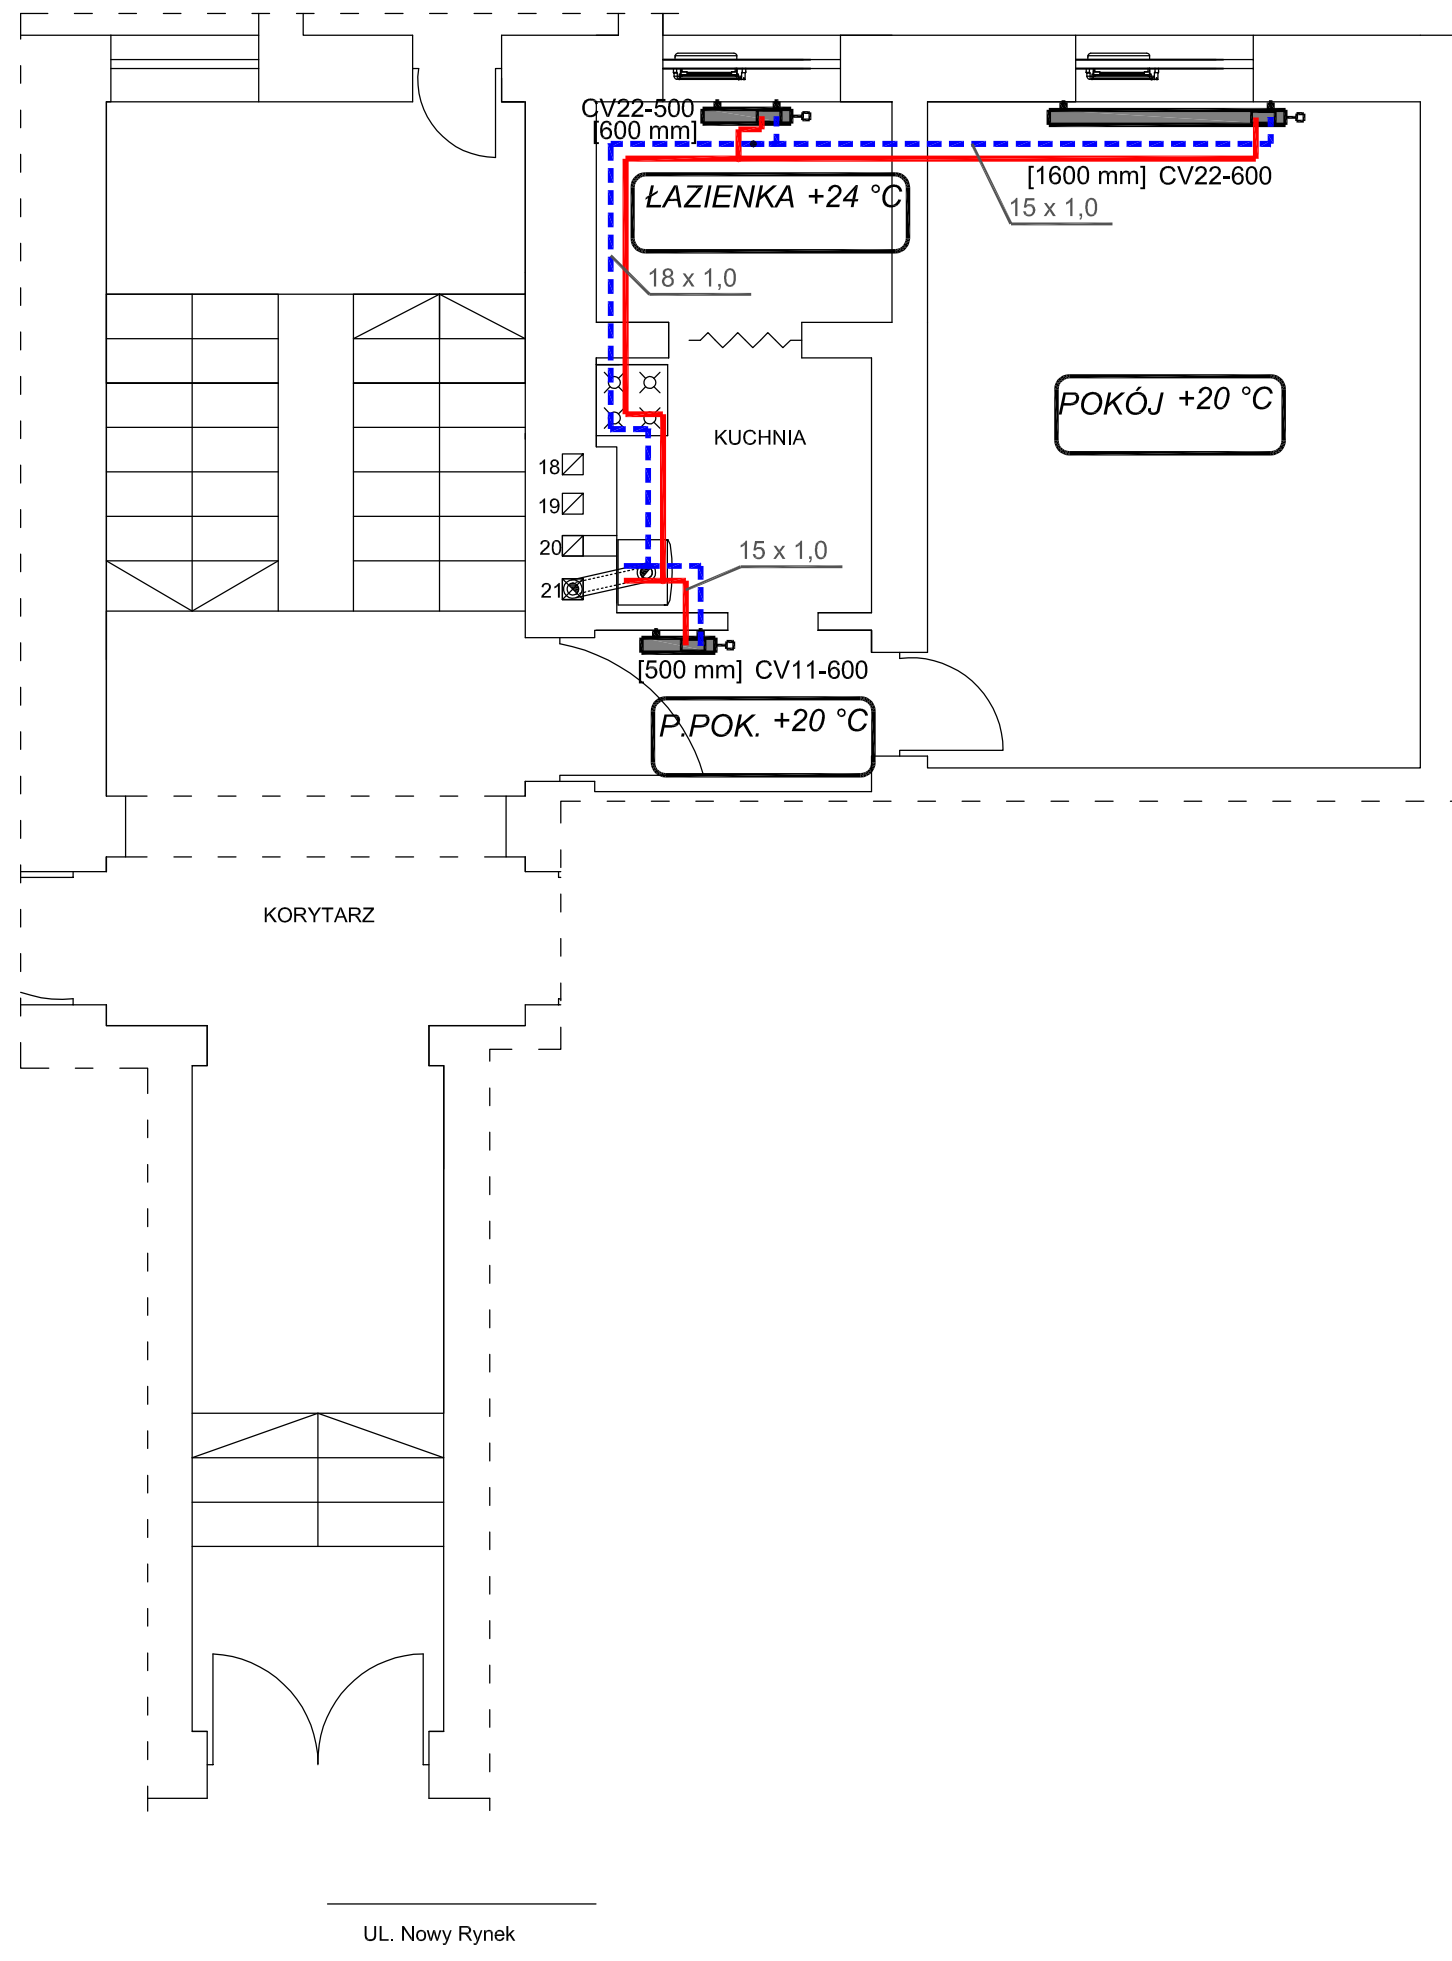 CV22-500
[600 mm]
[1600 mm] CV22-600
ŁAZIENKA +24 °C
15 x 1,0
18 x 1,0
POKÓJ +20 °C
KUCHNIA
18
19
20
15 x 1,0
21
[500 mm] CV11-600
P.POK. +20 °C
KORYTARZ
UL. Nowy Rynek